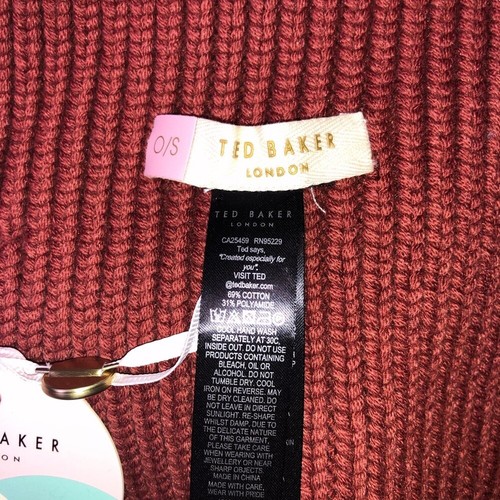 O/S
TED BAKER
LONDON
TED BAKER
LONDON
CA25459 RN95229
Ted says,
"Created especially for
you".
VISIT TED
@tedbaker.com
69% COTTON
31% POLYAMIDE
COOL HAND WASH
SEPARATELY AT 30C,
INSIDE OUT. DO NOT USE
PRODUCTS CONTAINING
BLEACH, OIL OR
ALCOHOL. DO NOT
TUMBLE DRY. COOL
IRON ON REVERSE. MAY
BE DRY CLEANED. DO
NOT LEAVE IN DIRECT
SUNLIGHT. RE-SHAPE
WHILST DAMP. DUE TO
THE DELICATE NATURE
OF THIS GARMENT,
PLEASE TAKE CARE
WHEN WEARING WITH
JEWELLERY OR NEAR
SHARP OBJECTS.
MADE IN CHINA
MADE WITH CARE,
WEAR WITH PRIDE
BAKER
ON